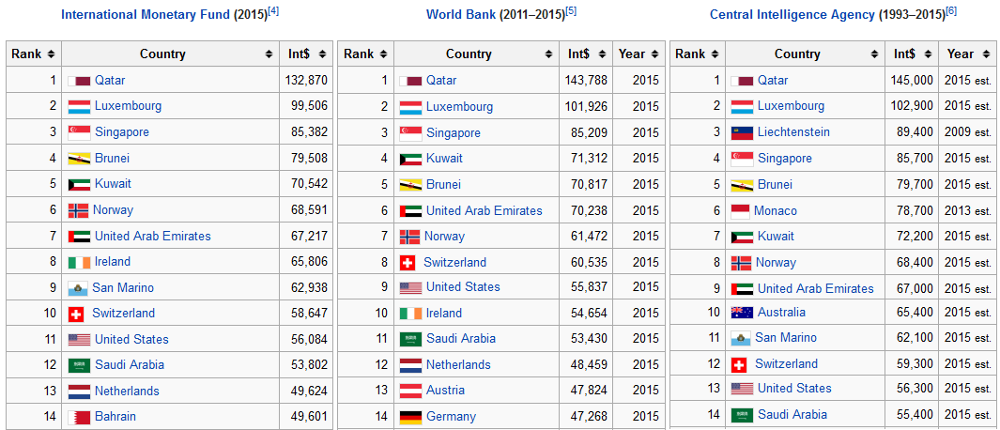 International Monetary Fund (2015)[4]
Rank Country Int$
1 Qatar 132,870
2 Luxembourg 99,506
3 Singapore 85,382
4 Brunei 79,508
5 Kuwait 70,542
6 Norway 68,591
7 United Arab Emirates 67,217
8 Ireland 65,806
9 San Marino 62,938
10 Switzerland 58,647
11 United States 56,084
12 Saudi Arabia 53,802
13 Netherlands 49,624
14 Bahrain 49,601
World Bank (2011–2015)[5]
Rank Country Int$ Year
1 Qatar 143,788 2015
2 Luxembourg 101,926 2015
3 Singapore 85,209 2015
4 Kuwait 71,312 2015
5 Brunei 70,817 2015
6 United Arab Emirates 70,238 2015
7 Norway 61,472 2015
8 Switzerland 60,535 2015
9 United States 55,837 2015
10 Ireland 54,654 2015
11 Saudi Arabia 53,430 2015
12 Netherlands 48,459 2015
13 Austria 47,824 2015
14 Germany 47,268 2015
Central Intelligence Agency (1993–2015)[6]
Rank Country Int$ Year
1 Qatar 145,000 2015 est.
2 Luxembourg 102,900 2015 est.
3 Liechtenstein 89,400 2009 est.
4 Singapore 85,700 2015 est.
5 Brunei 79,700 2015 est.
6 Monaco 78,700 2013 est.
7 Kuwait 72,200 2015 est.
8 Norway 68,400 2015 est.
9 United Arab Emirates 67,000 2015 est.
10 Australia 65,400 2015 est.
11 San Marino 62,100 2015 est.
12 Switzerland 59,300 2015 est.
13 United States 56,300 2015 est.
14 Saudi Arabia 55,400 2015 est.